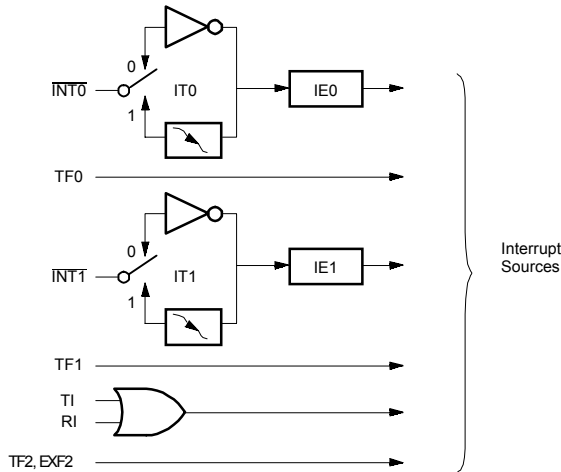 0
INT0
IT0
IE0
1
TF0
0
INT1
IT1
IE1
1
Interrupt
Sources
TF1
TI
RI
TF2, EXF2